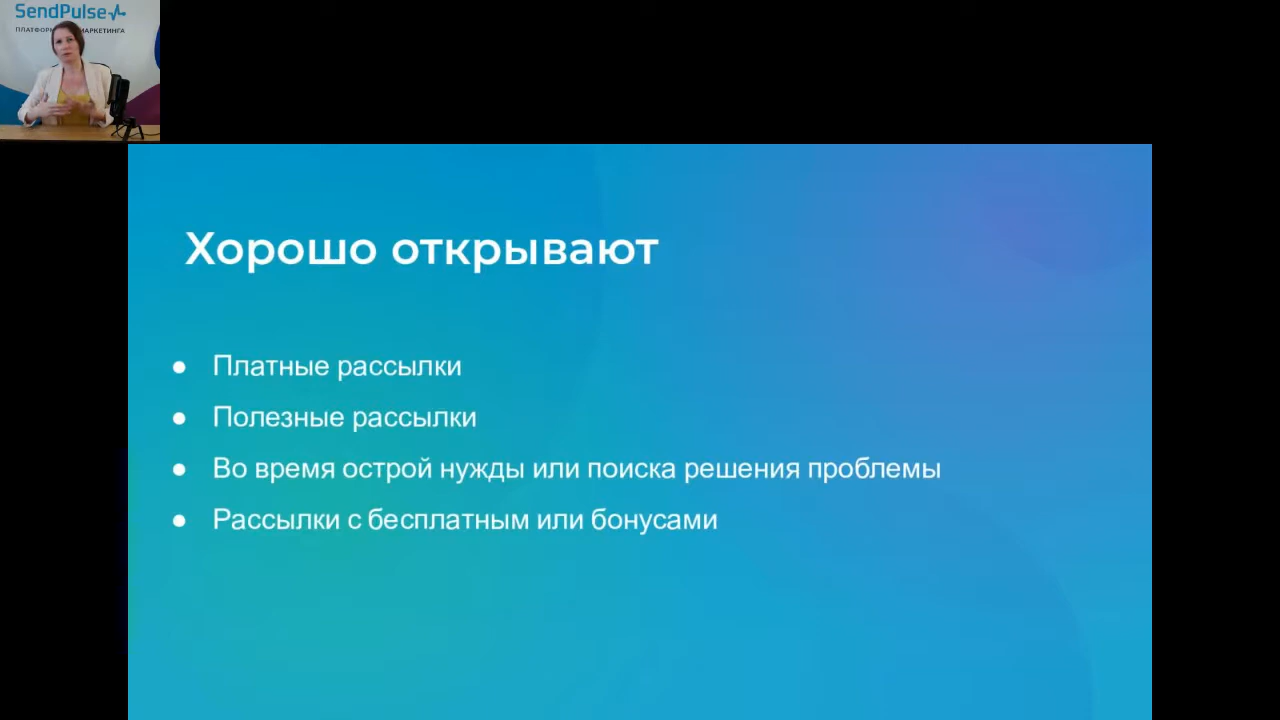 SendPulse
МАРКЕТИНГА
Хорошо открывают
Платные рассылки
Полезные рассылки
Во время острой нужды или поиска решения проблемы
Рассылки с бесплатным или бонусами